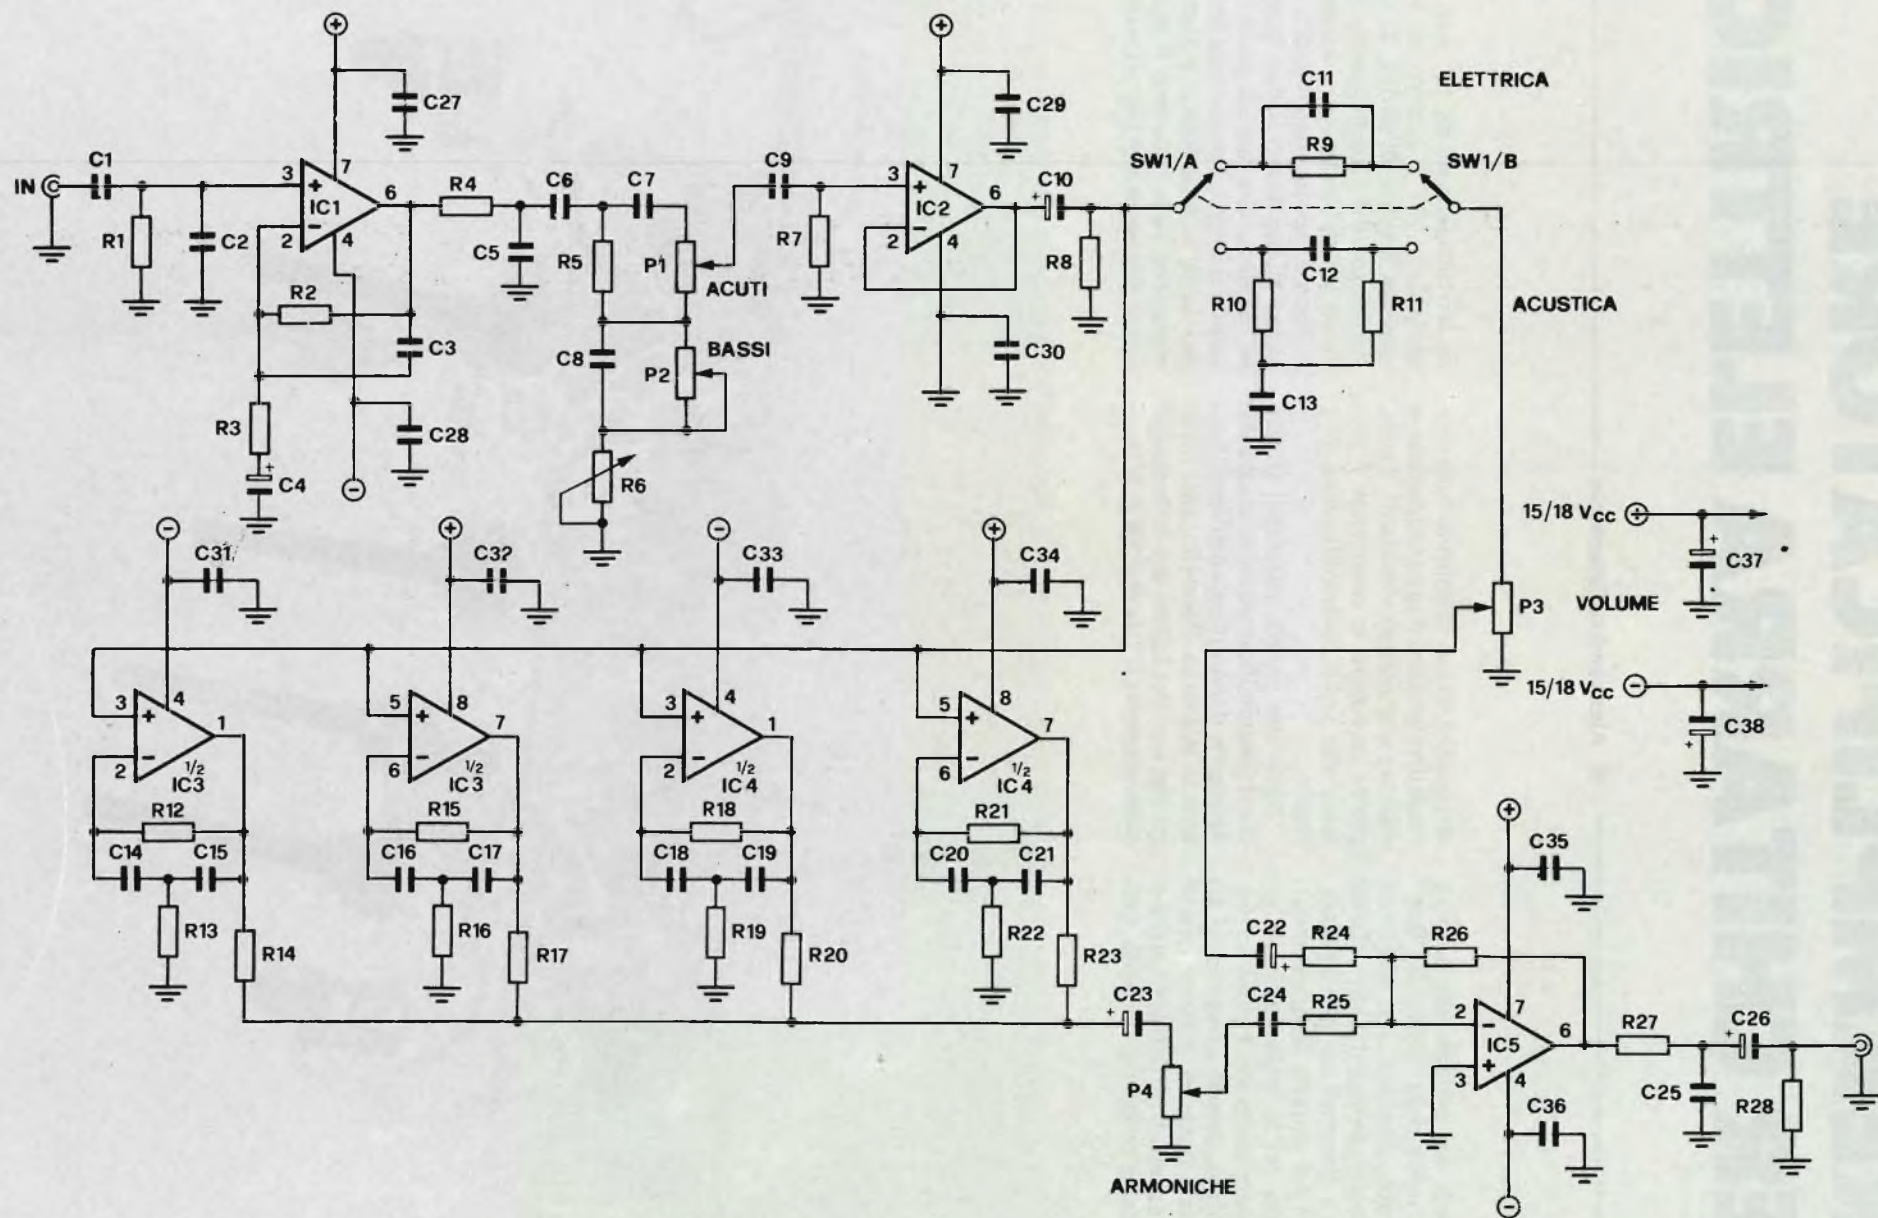 +
+
C27
C29
C11
ELETTRICA
IN
C1
3
+
7
IC1
6
2
−
4
R1
C2
R2
C3
R3
C4
+
C28
−
R4
C5
C6
C7
R5
P1
ACUTI
C8
BASSI
P2
R6
C9
R7
3
+
7
IC2
6
2
−
4
C10
+
R8
C30
SW1/A
R9
SW1/B
C12
R10
R11
C13
ACUSTICA
15/18 Vcc +
+
C37
P3
VOLUME
15/18 Vcc −
C38
+
−
C31
+
C32
−
C33
+
C34
3
+
4
1
2
−
1/2
IC3
R12
C14
C15
R13
R14
5
+
8
7
6
−
1/2
IC3
R15
C16
C17
R16
R17
3
+
4
1
2
−
1/2
IC4
R18
C18
C19
R19
R20
5
+
8
7
6
−
1/2
IC4
R21
C20
C21
R22
R23
C23
+
P4
ARMONICHE
C22
+
R24
R26
C24
R25
+
C35
2
−
7
IC5
6
+
3
4
C36
−
R27
C26
+
C25
R28